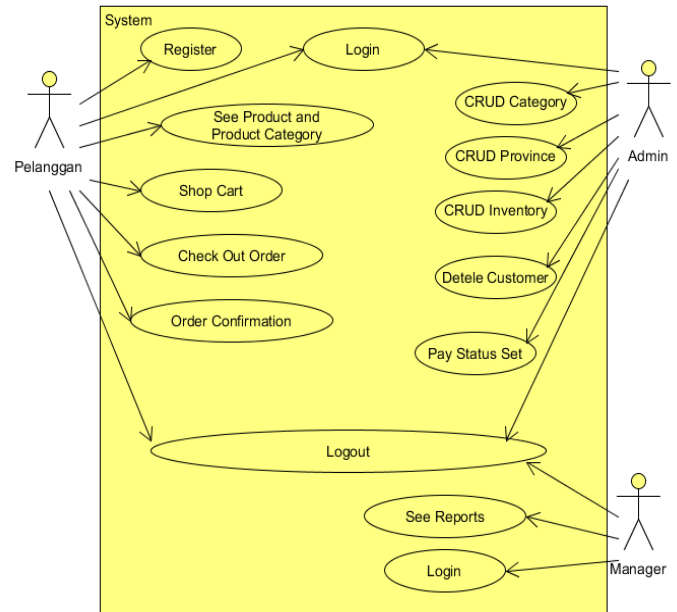 System
Register
Login
See Product and
Product Category
CRUD Category
Pelanggan
CRUD Province
Admin
Shop Cart
CRUD Inventory
Check Out Order
Detele Customer
Order Confirmation
Pay Status Set
Logout
See Reports
Login
Manager